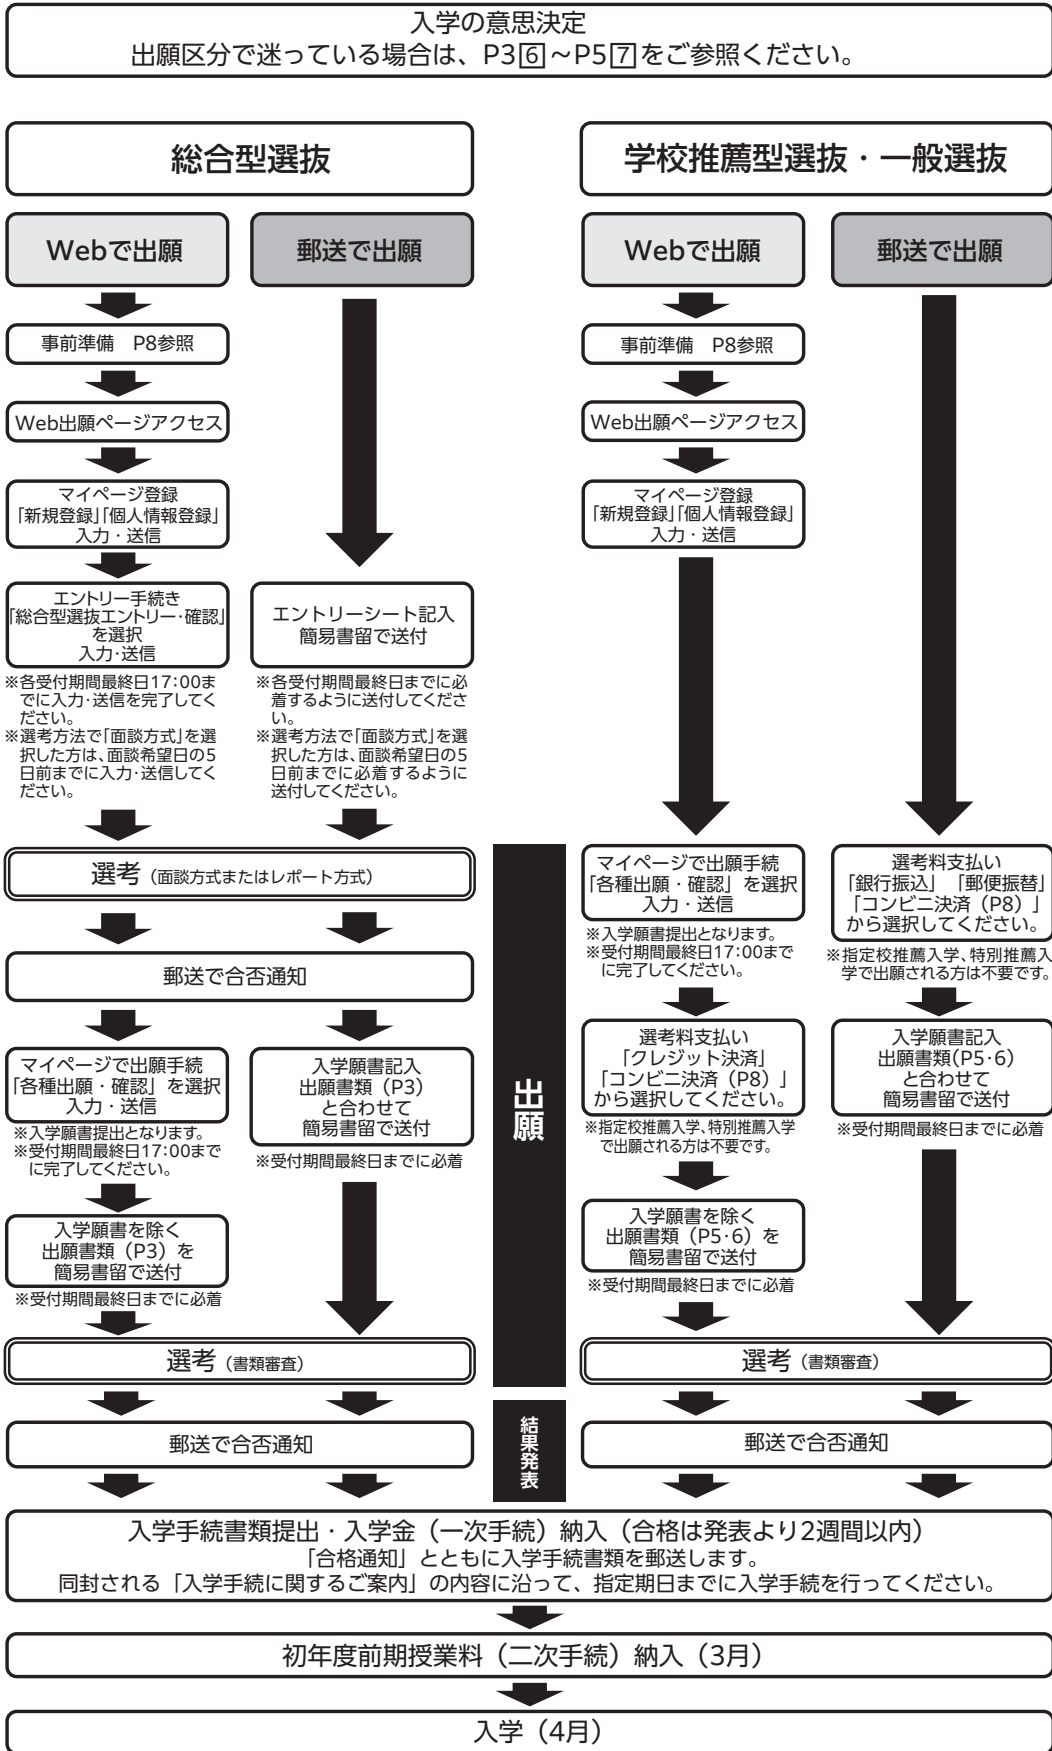 入学の意思決定
出願区分で迷っている場合は、P3 6 ～P5 7 をご参照ください。
総合型選抜
Webで出願
郵送で出願
事前準備　P8参照
Web出願ページアクセス
マイページ登録
「新規登録」「個人情報登録」
入力・送信
エントリー手続き
「総合型選抜エントリー・確認」
を選択
入力・送信
※各受付期間最終日17:00ま
でに入力・送信を完了してく
ださい。
※選考方法で「面談方式」を選
択した方は、面談希望日の5
日前までに入力・送信してく
ださい。
エントリーシート記入
簡易書留で送付
※各受付期間最終日までに必
着するように送付してくださ
い。
※選考方法で「面談方式」を選
択した方は、面談希望日の5
日前までに必着するように
送付してください。
選考（面談方式またはレポート方式）
郵送で合否通知
マイページで出願手続
「各種出願・確認」を選択
入力・送信
※入学願書提出となります。
※受付期間最終日17:00まで
に完了してください。
入学願書を除く
出願書類（P3）を
簡易書留で送付
※受付期間最終日までに必着
入学願書記入
出願書類（P3）
と合わせて
簡易書留で送付
※受付期間最終日までに必着
選考（書類審査）
郵送で合否通知
出願
結果発表
学校推薦型選抜・一般選抜
Webで出願
郵送で出願
事前準備　P8参照
Web出願ページアクセス
マイページ登録
「新規登録」「個人情報登録」
入力・送信
マイページで出願手続
「各種出願・確認」を選択
入力・送信
※入学願書提出となります。
※受付期間最終日17:00まで
に完了してください。
選考料支払い
「クレジット決済」
「コンビニ決済（P8）」
から選択してください。
※指定校推薦入学、特別推薦入学
で出願される方は不要です。
入学願書を除く
出願書類（P5・6）を
簡易書留で送付
※受付期間最終日までに必着
選考料支払い
「銀行振込」「郵便振替」
「コンビニ決済（P8）」
から選択してください。
※指定校推薦入学、特別推薦入
学で出願される方は不要です。
入学願書記入
出願書類（P5・6）
と合わせて
簡易書留で送付
※受付期間最終日までに必着
選考（書類審査）
郵送で合否通知
入学手続書類提出・入学金（一次手続）納入（合格は発表より2週間以内）
「合格通知」とともに入学手続書類を郵送します。
同封される「入学手続に関するご案内」の内容に沿って、指定期日までに入学手続を行ってください。
初年度前期授業料（二次手続）納入（3月）
入学（4月）